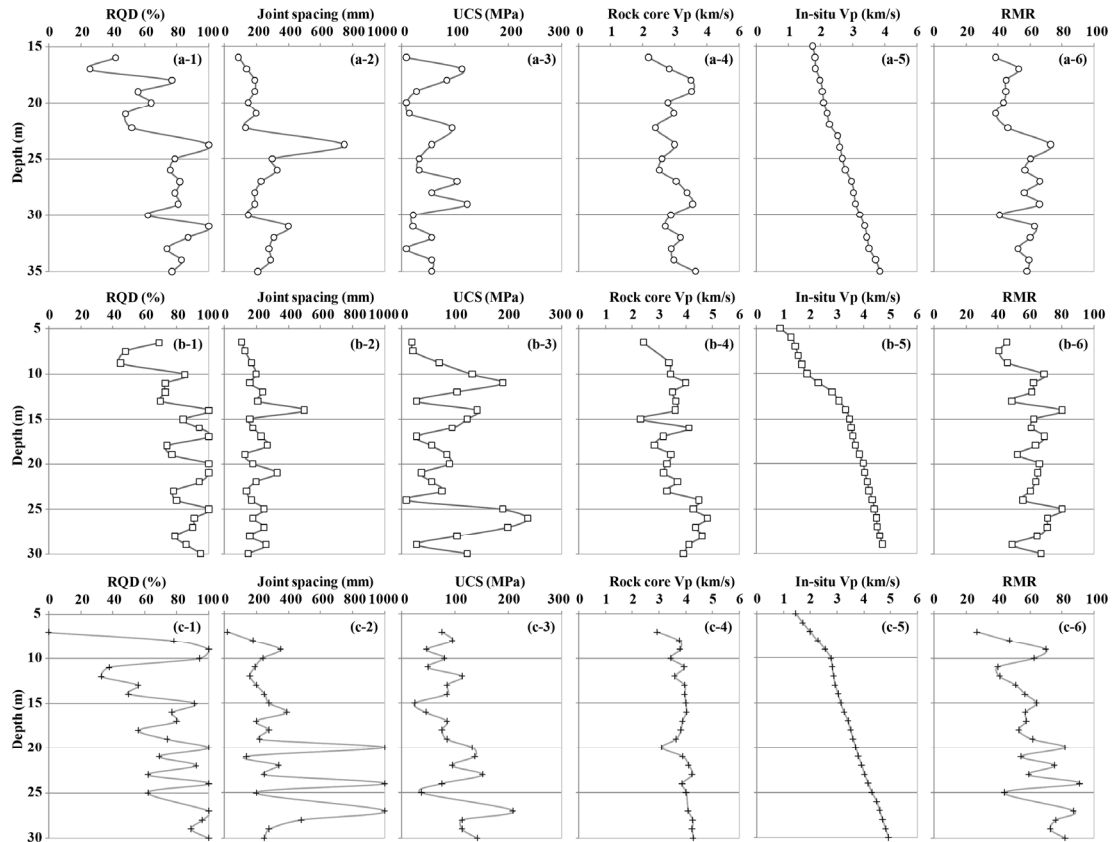 RQD (%) Joint spacing (mm) UCS (MPa) Rock core Vp (km/s) In-situ Vp (km/s) RMR
0 20 40 60 80 100 0 200 400 600 800 1000 0 100 200 300 0 1 2 3 4 5 6 0 1 2 3 4 5 6 0 20 40 60 80 100
15 (a-1) (a-2) (a-3) (a-4) (a-5) (a-6)
20
Depth (m)
25
30
35
RQD (%) Joint spacing (mm) UCS (MPa) Rock core Vp (km/s) In-situ Vp (km/s) RMR
0 20 40 60 80 100 0 200 400 600 800 1000 0 100 200 300 0 1 2 3 4 5 6 0 1 2 3 4 5 6 0 20 40 60 80 100
5 (b-1) (b-2) (b-3) (b-4) (b-5) (b-6)
10
15
Depth (m)
20
25
30
RQD (%) Joint spacing (mm) UCS (MPa) Rock core Vp (km/s) In-situ Vp (km/s) RMR
0 20 40 60 80 100 0 200 400 600 800 1000 0 100 200 300 0 1 2 3 4 5 6 0 1 2 3 4 5 6 0 20 40 60 80 100
5 (c-1) (c-2) (c-3) (c-4) (c-5) (c-6)
10
15
Depth (m)
20
25
30